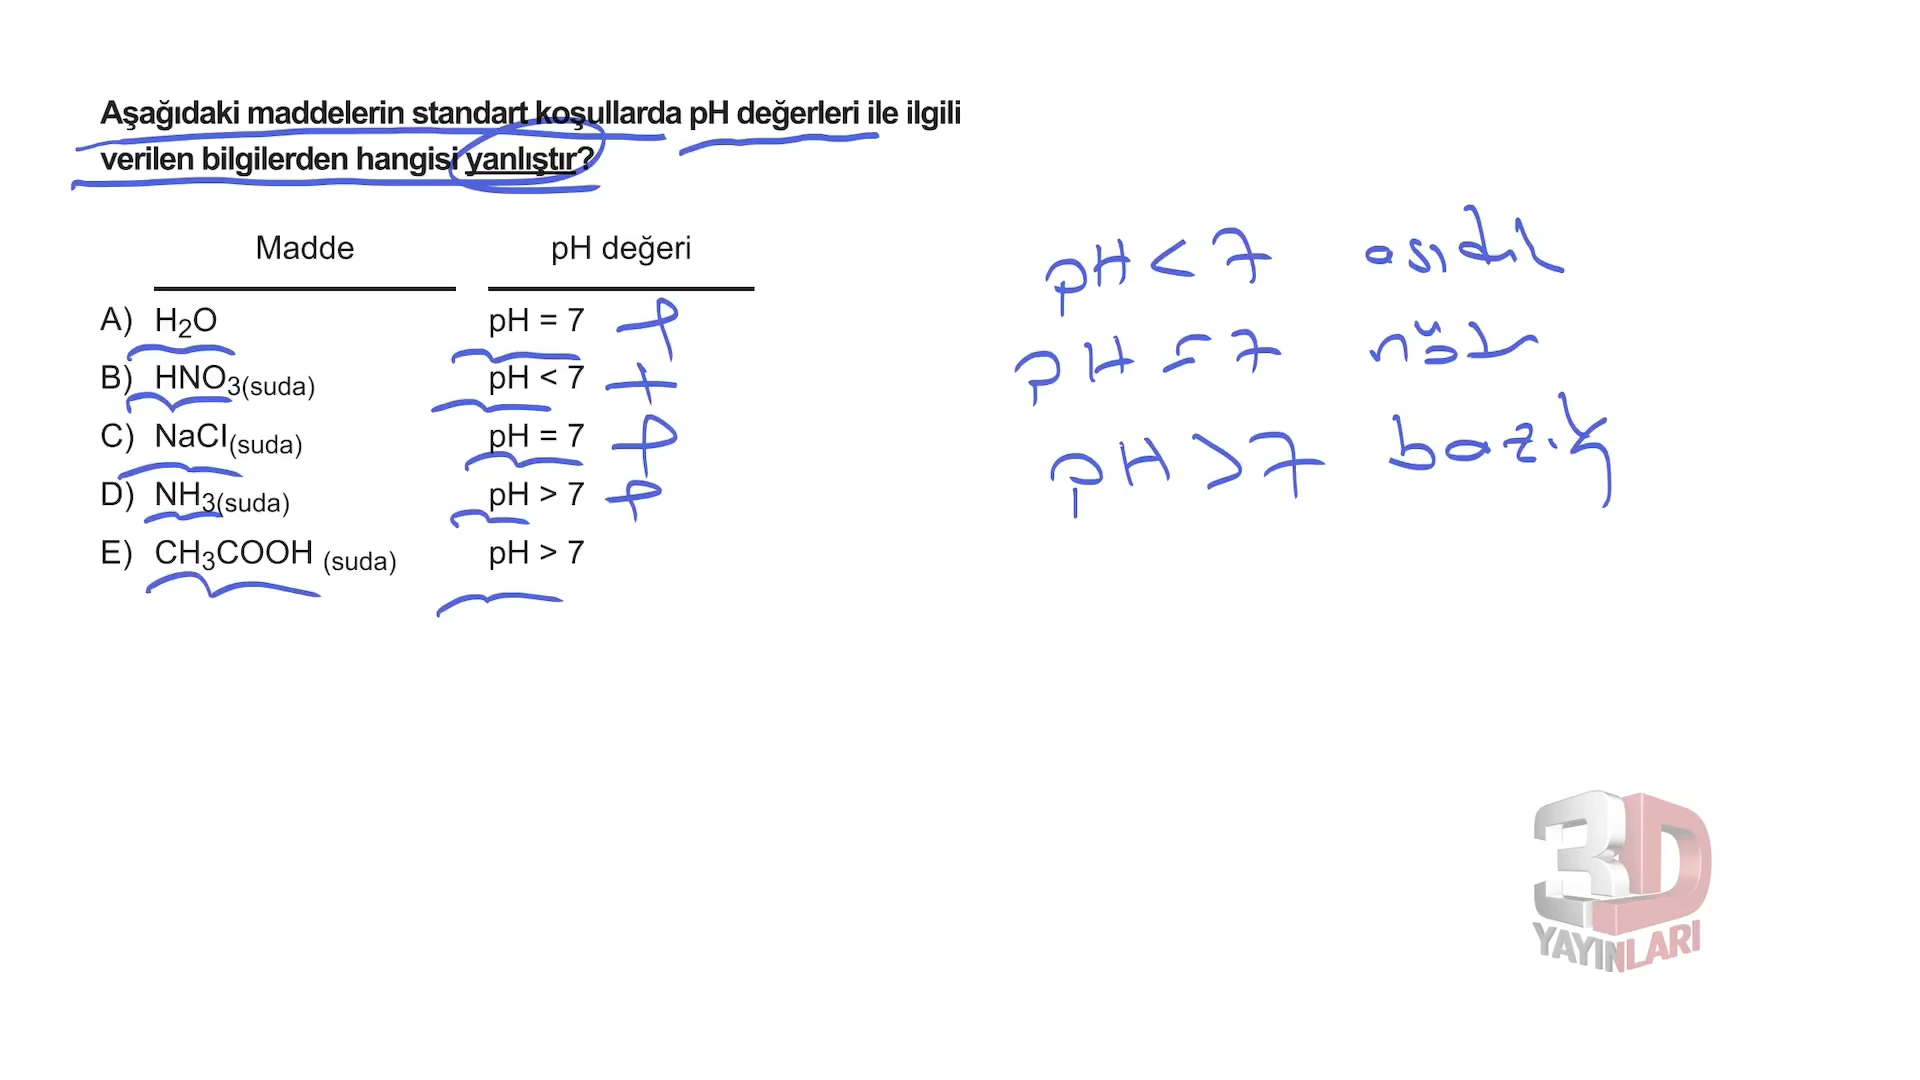 Aşağıdaki maddelerin standart koşullarda pH değerleri ile ilgili
verilen bilgilerden hangisi yanlıştır?
Madde pH değeri
A) H₂O pH = 7 +
B) HNO₃(suda) pH < 7 +
C) NaCl(suda) pH = 7 +
D) NH₃(suda) pH > 7 +
E) CH₃COOH (suda) pH > 7
pH < 7 asidik
pH = 7 nötr
pH > 7 bazik
3D
YAYINLARI